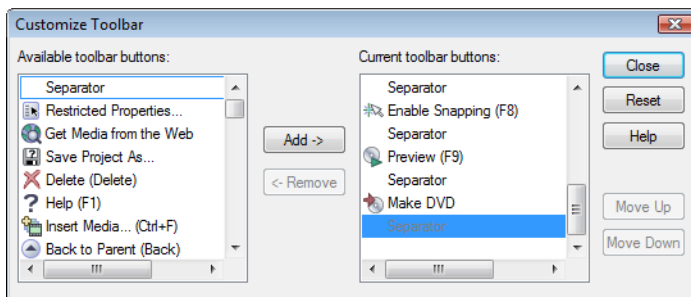 Customize Toolbar
Available toolbar buttons:
Separator
Restricted Properties...
Get Media from the Web
Save Project As...
Delete (Delete)
Help (F1)
Insert Media... (Ctrl+F)
Back to Parent (Back)
Add ->
<- Remove
Current toolbar buttons:
Separator
Enable Snapping (F8)
Separator
Preview (F9)
Separator
Make DVD
Separator
Close
Reset
Help
Move Up
Move Down